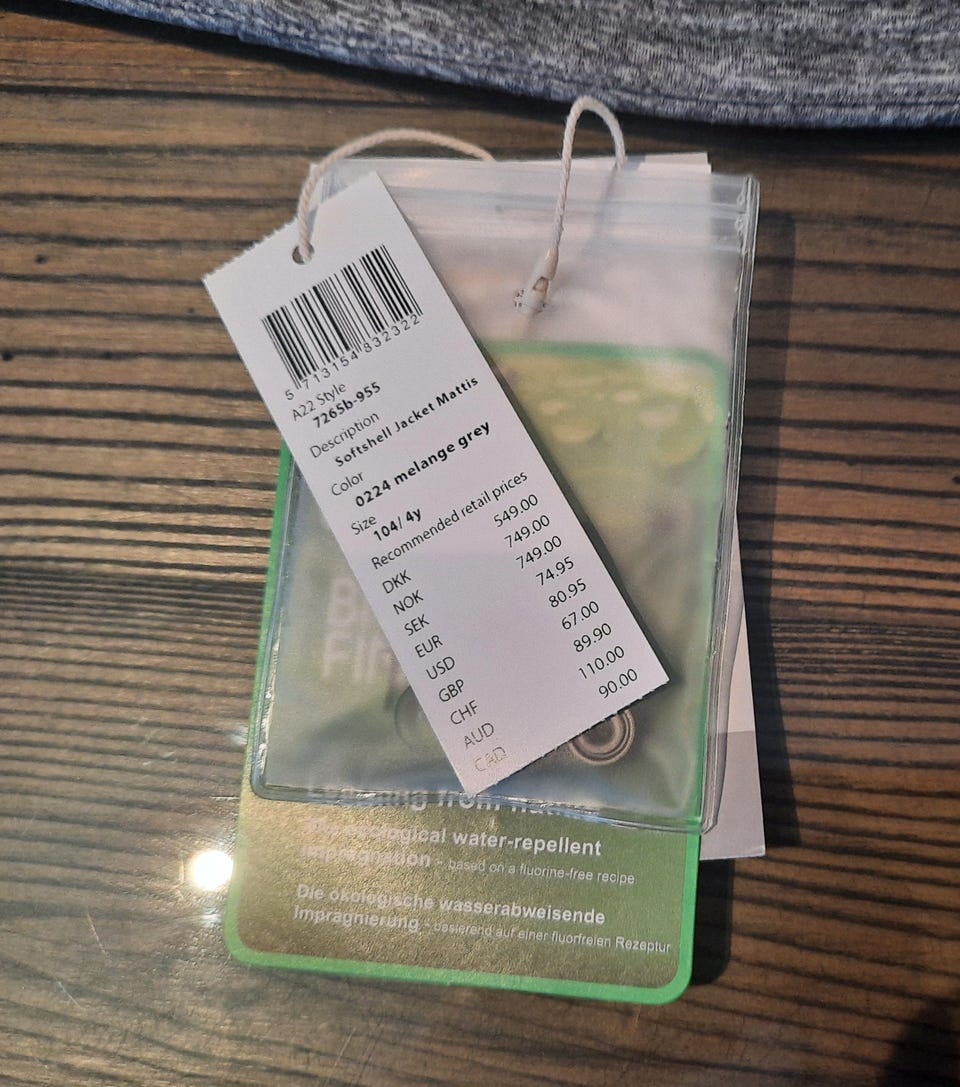 5 713154 832322
A22 Style
7265b-955
Description
Softshell Jacket Mattis
Color
0224 melange grey
Size
104/ 4y
Recommended retail prices
DKK 549.00
NOK 749.00
SEK 749.00
EUR 74.95
USD 80.95
GBP 67.00
CHF 89.90
AUD 110.00
CAD 90.00
Learning from nature
ecological water-repellent
impregnation - based on a fluorine-free recipe
Die ökologische wasserabweisende
Imprägnierung - basierend auf einer fluorfreien Rezeptur